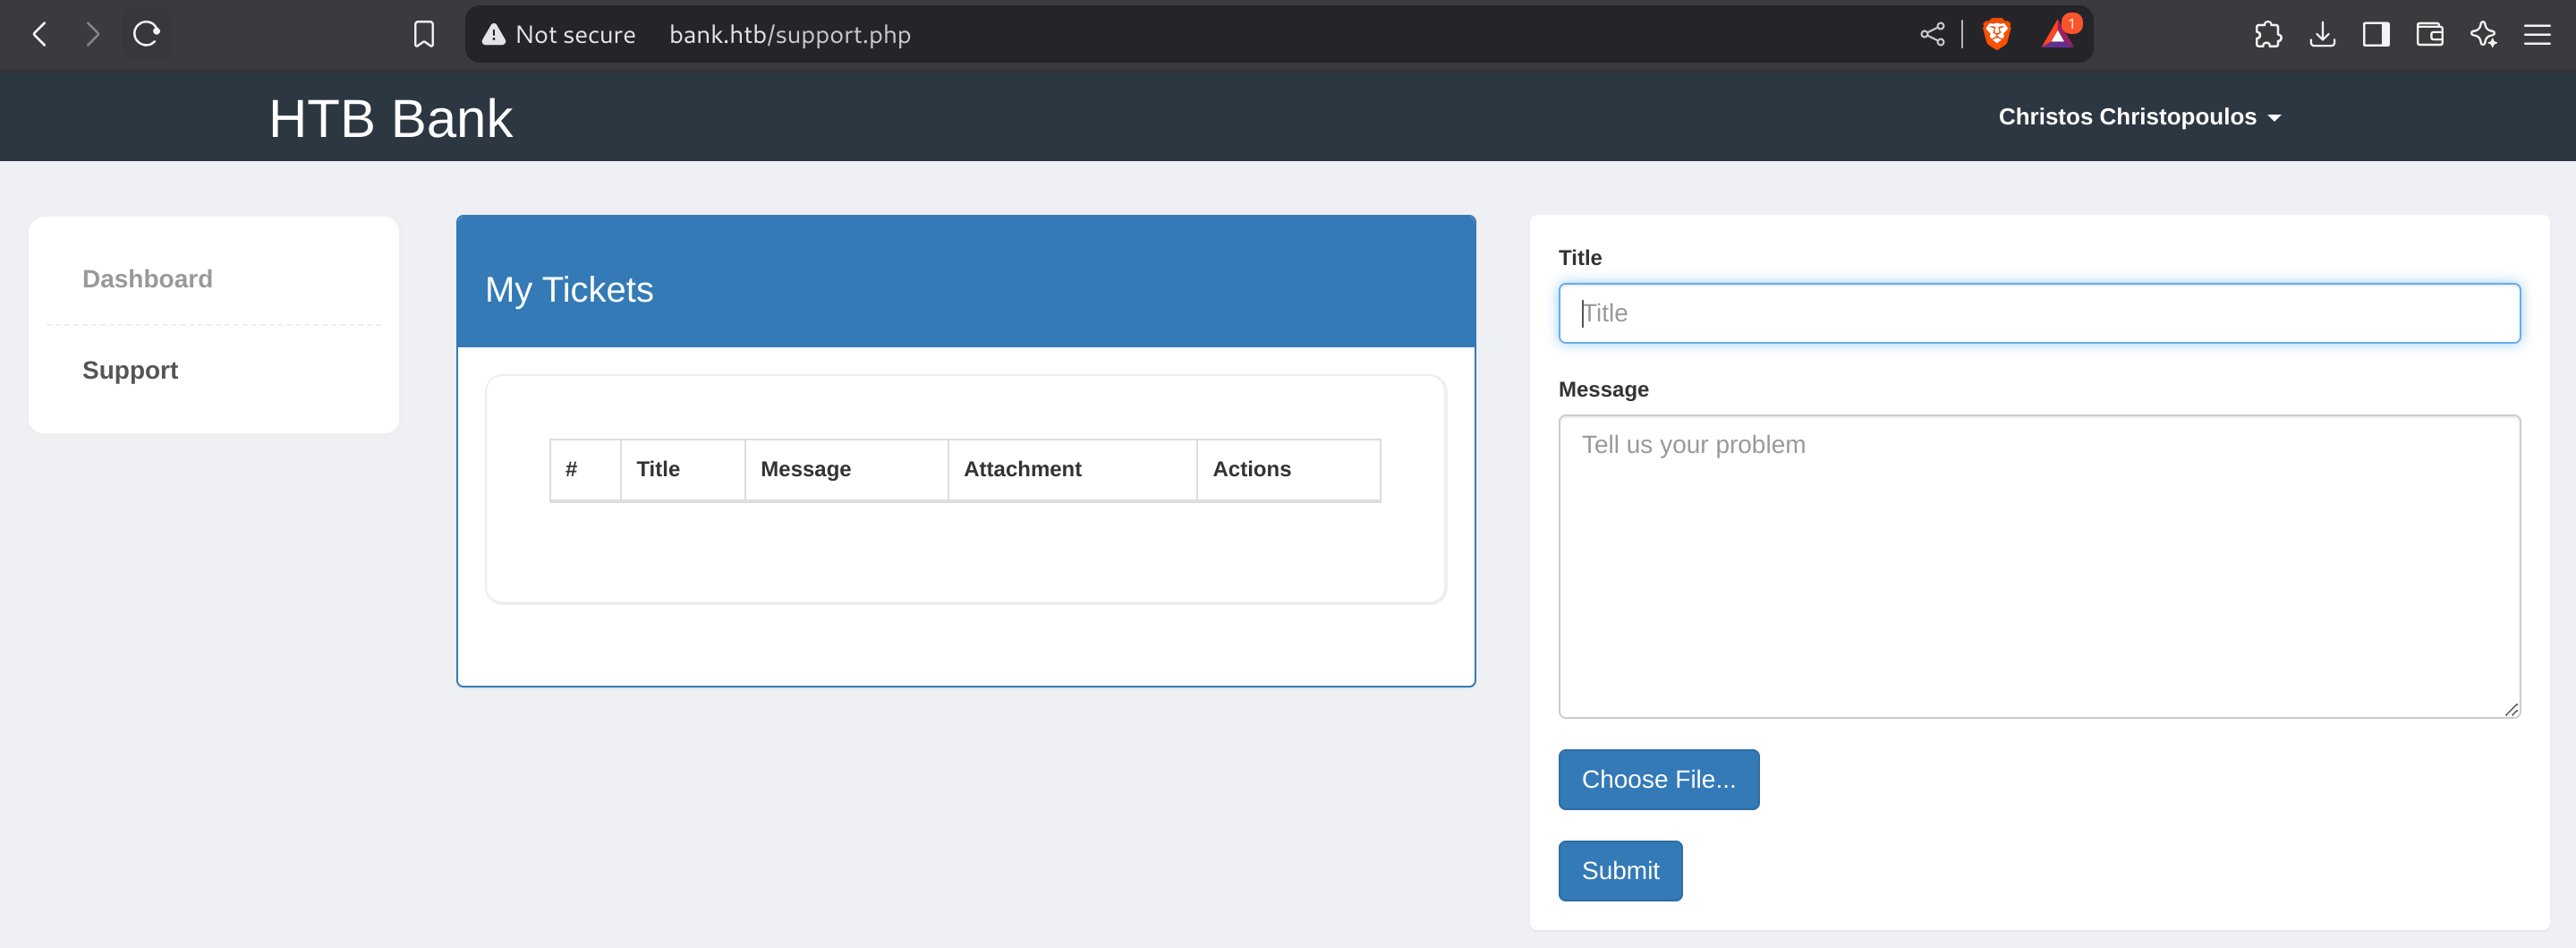 Not secure bank.htb/support.php
1
HTB Bank
Christos Christopoulos
Dashboard
Support
My Tickets
# Title Message Attachment Actions
Title
Title
Message
Tell us your problem
Choose File...
Submit